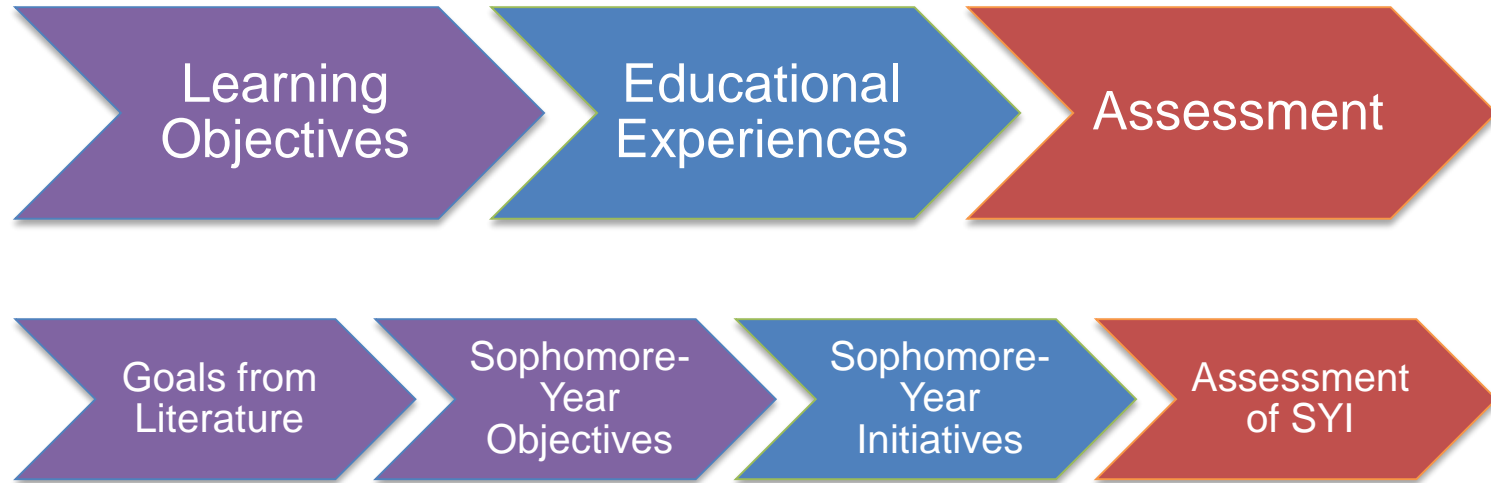 Learning
Objectives
Educational
Experiences
Assessment
Goals from
Literature
Sophomore-
Year
Objectives
Sophomore-
Year
Initiatives
Assessment
of SYI